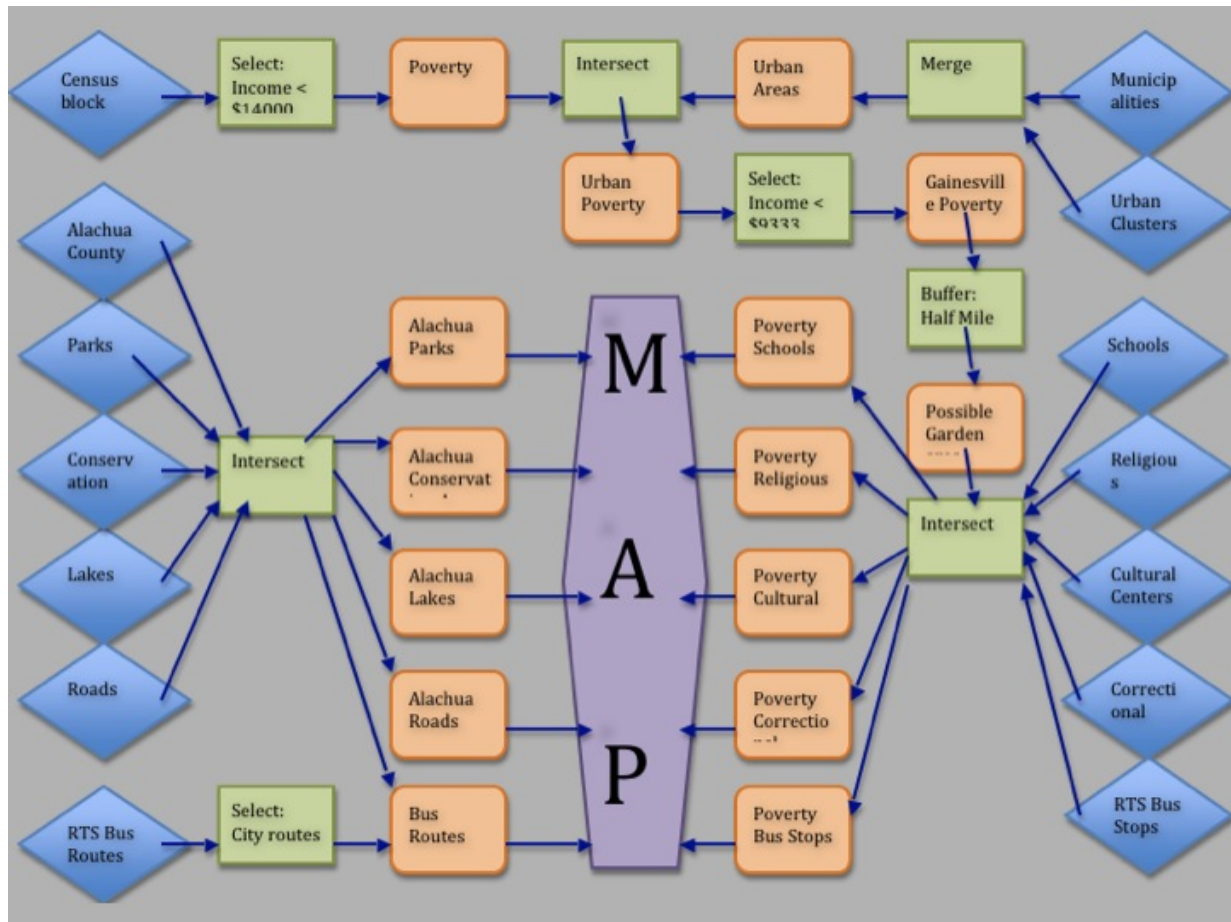 Census
block
Select:
Income <
$14000
Poverty
Intersect
Urban
Areas
Merge
Municip
alities
Urban
Poverty
Select:
Income <
$9333
Gainesvill
e Poverty
Urban
Clusters
Alachua
County
Buffer:
Half Mile
Parks
Alachua
Parks
M
Poverty
Schools
Schools
Possible
Garden
Conserv
ation
Intersect
Alachua
Conservat
Poverty
Religious
Religiou
s
Intersect
Lakes
Alachua
Lakes
A
Poverty
Cultural
Cultural
Centers
Roads
Alachua
Roads
Poverty
Correctio
Correcti
onal
P
RTS Bus
Routes
Select:
City routes
Bus
Routes
Poverty
Bus Stops
RTS Bus
Stops